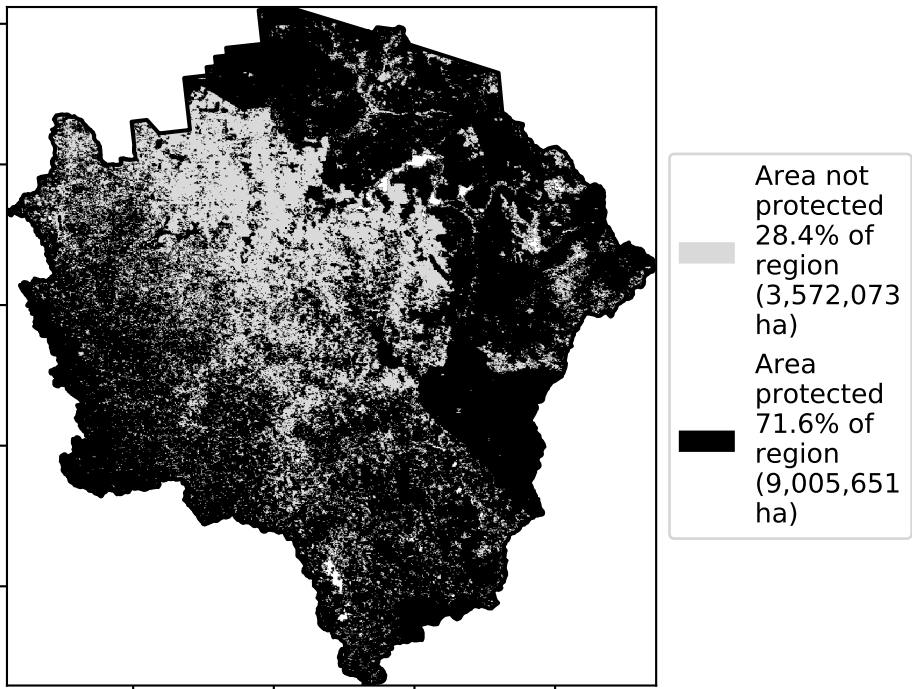 Area not
protected
28.4% of
region
(3,572,073
ha)
Area
protected
71.6% of
region
(9,005,651
ha)